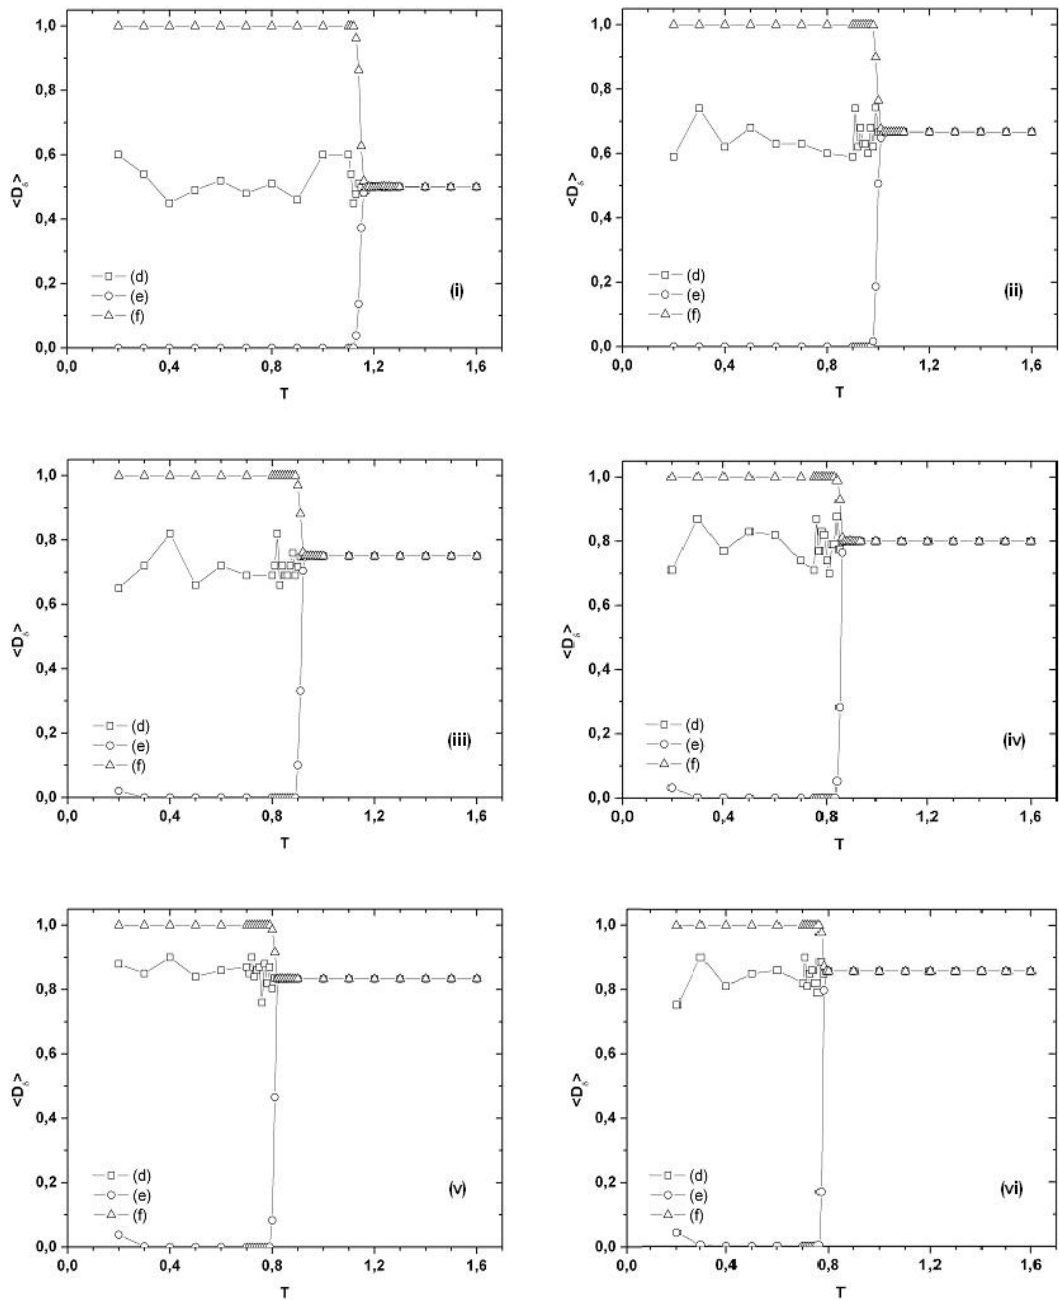 1,0
0,8
0,6
0,4
0,2
0,0
<D_δ>
(d)
(e)
(f)
(i)
0,0 0,4 0,8 1,2 1,6
T
1,0
0,8
0,6
0,4
0,2
0,0
<D_δ>
(d)
(e)
(f)
(ii)
0,0 0,4 0,8 1,2 1,6
T
1,0
0,8
0,6
0,4
0,2
0,0
<D_δ>
(d)
(e)
(f)
(iii)
0,0 0,4 0,8 1,2 1,6
T
1,0
0,8
0,6
0,4
0,2
0,0
<D_δ>
(d)
(e)
(f)
(iv)
0,0 0,4 0,8 1,2 1,6
T
1,0
0,8
0,6
0,4
0,2
0,0
<D_δ>
(d)
(e)
(f)
(v)
0,0 0,4 0,8 1,2 1,6
T
1,0
0,8
0,6
0,4
0,2
0,0
<D_δ>
(d)
(e)
(f)
(vi)
0,0 0,4 0,8 1,2 1,6
T